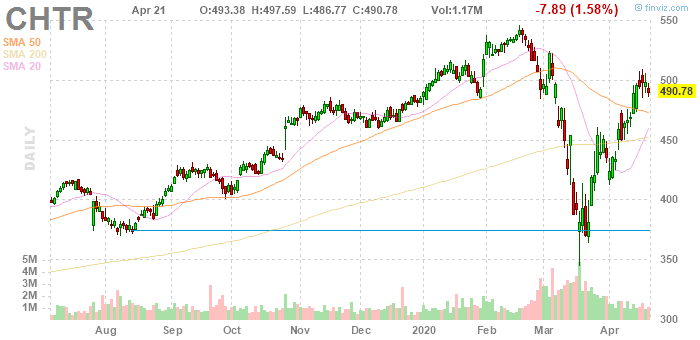 CHTR Apr 21 O:493.38 H:497.59 L:486.77 C:490.78 Vol:1.17M -7.89 (1.58%)
© finviz.com
SMA 50
SMA 200
SMA 20
DAILY
550
500
490.78
450
400
350
300
5M
4M
3M
2M
1M
Aug Sep Oct Nov Dec 2020 Feb Mar Apr